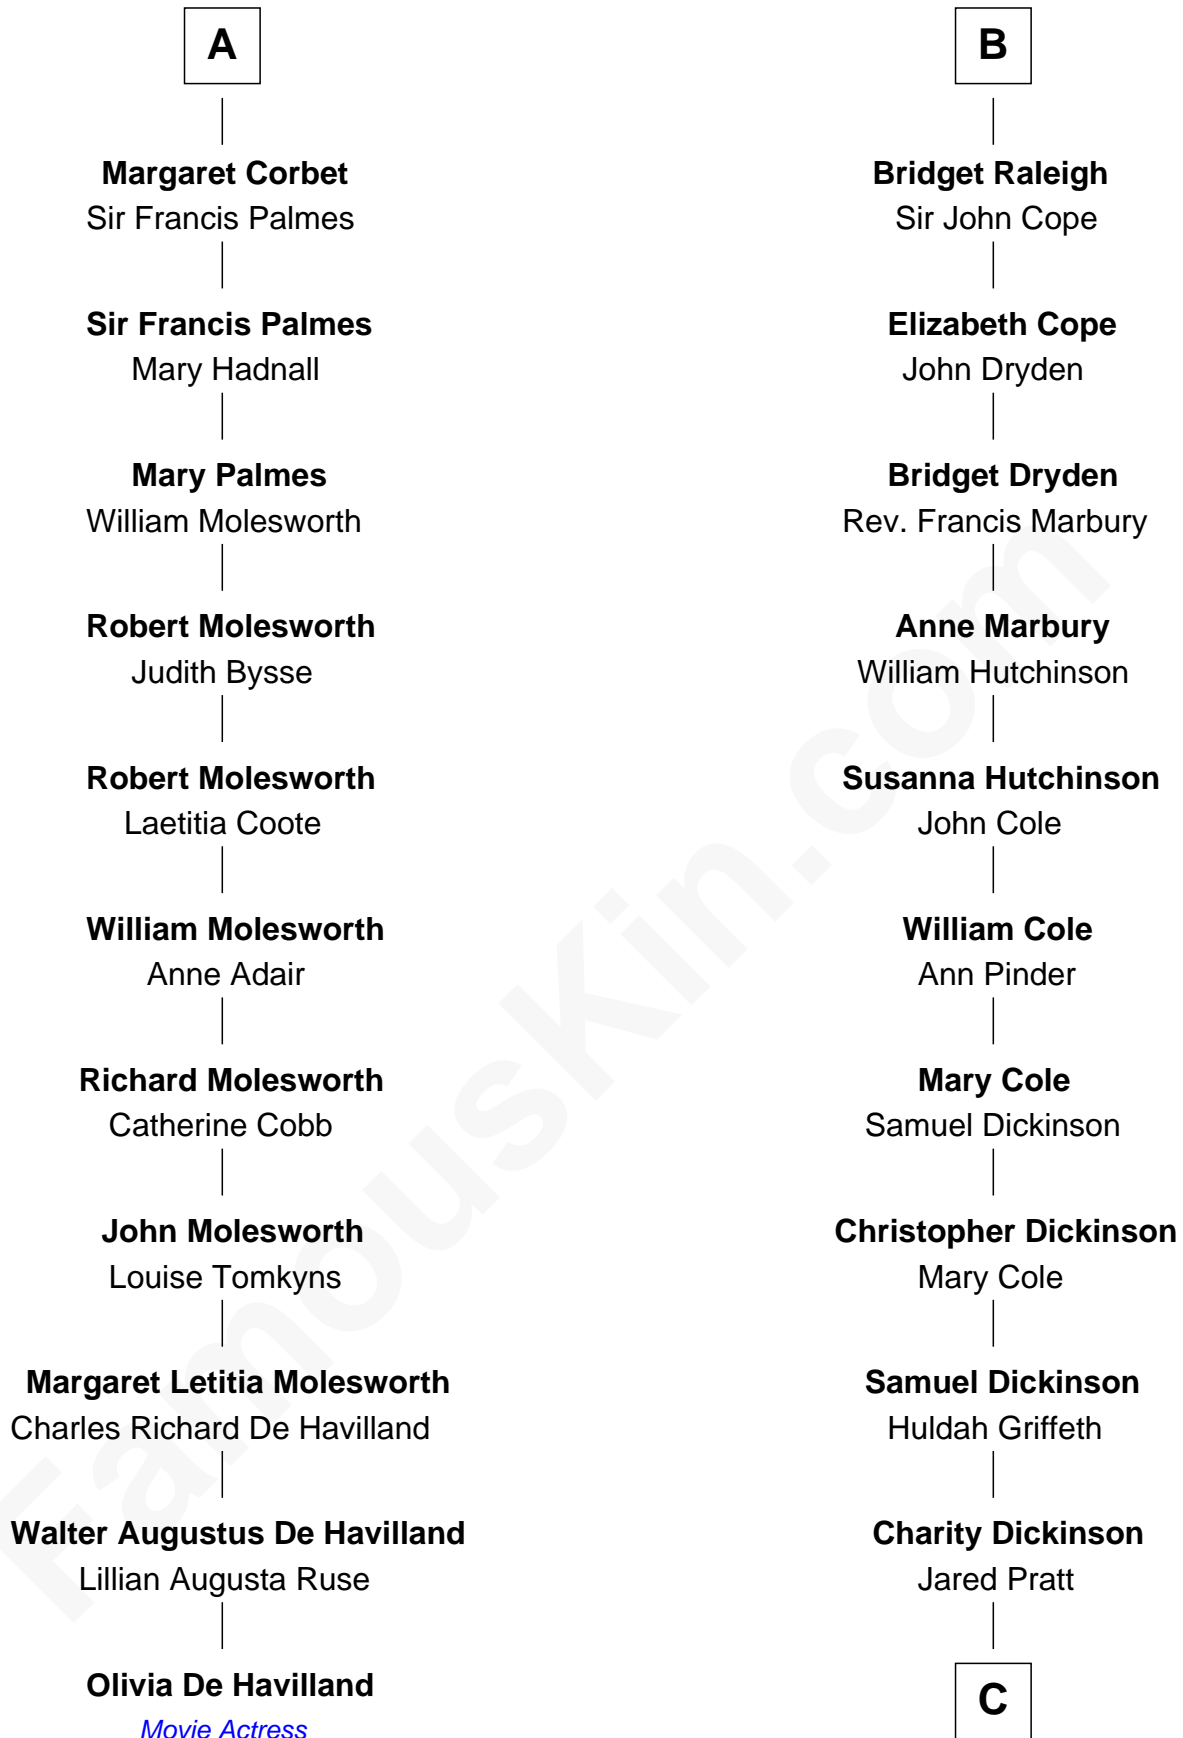 A
Margaret Corbet
Sir Francis Palmes
Sir Francis Palmes
Mary Hadnall
Mary Palmes
William Molesworth
Robert Molesworth
Judith Bysse
Robert Molesworth
Laetitia Coote
William Molesworth
Anne Adair
Richard Molesworth
Catherine Cobb
John Molesworth
Louise Tomkyns
Margaret Letitia Molesworth
Charles Richard De Havilland
Walter Augustus De Havilland
Lillian Augusta Ruse
Olivia De Havilland
Movie Actress
B
Bridget Raleigh
Sir John Cope
Elizabeth Cope
John Dryden
Bridget Dryden
Rev. Francis Marbury
Anne Marbury
William Hutchinson
Susanna Hutchinson
John Cole
William Cole
Ann Pinder
Mary Cole
Samuel Dickinson
Christopher Dickinson
Mary Cole
Samuel Dickinson
Huldah Griffeth
Charity Dickinson
Jared Pratt
C
FamousKin.com